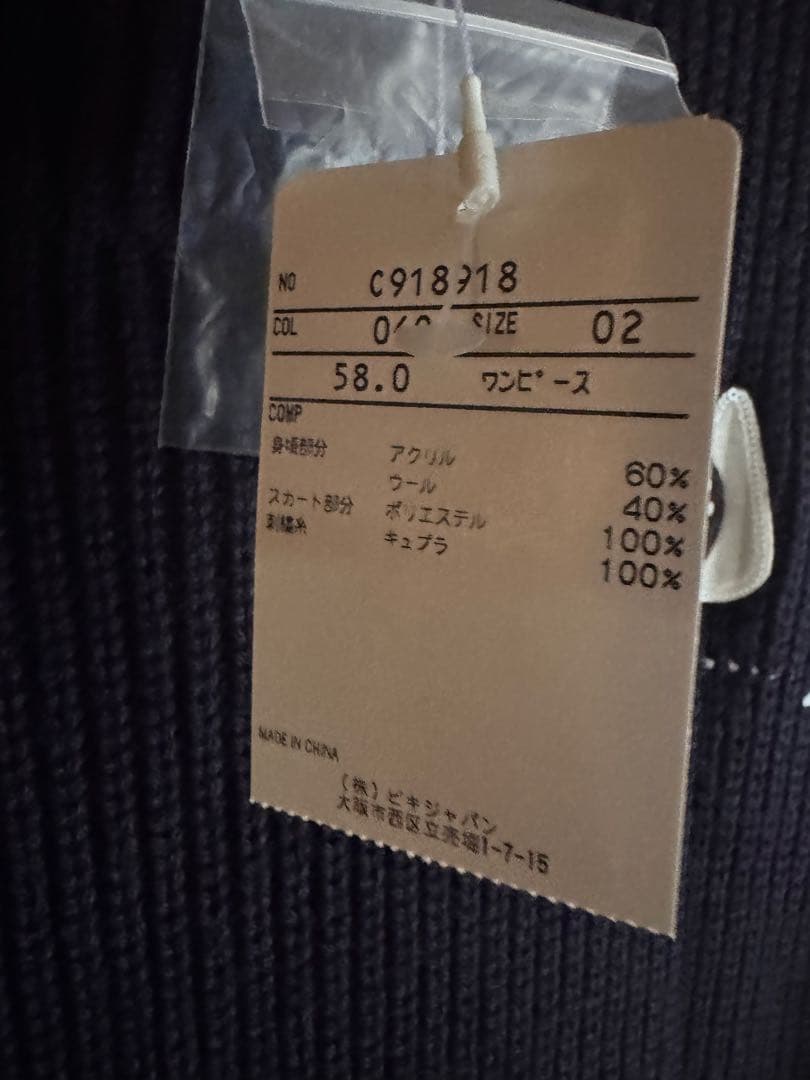 NO C918918
COL SIZE 02
58.0 ワンピース
COMP
身頃部分 アクリル 60%
ウール 40%
スカート部分 ポリエステル 100%
刺繍糸 キュプラ 100%
MADE IN CHINA
(株)ビキジャパン
大阪市西区立売堀1-7-15